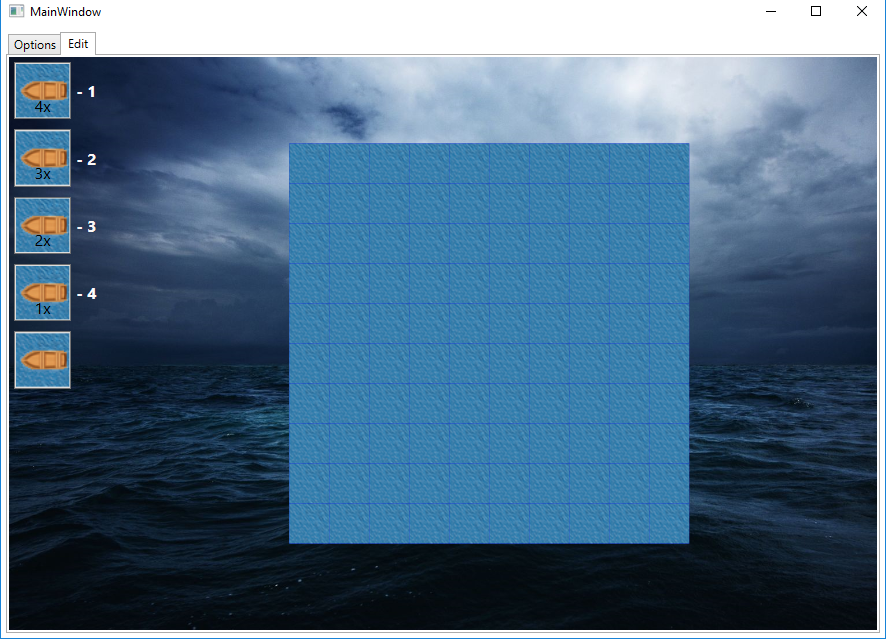 MainWindow
Options Edit
4x - 1
3x - 2
2x - 3
1x - 4